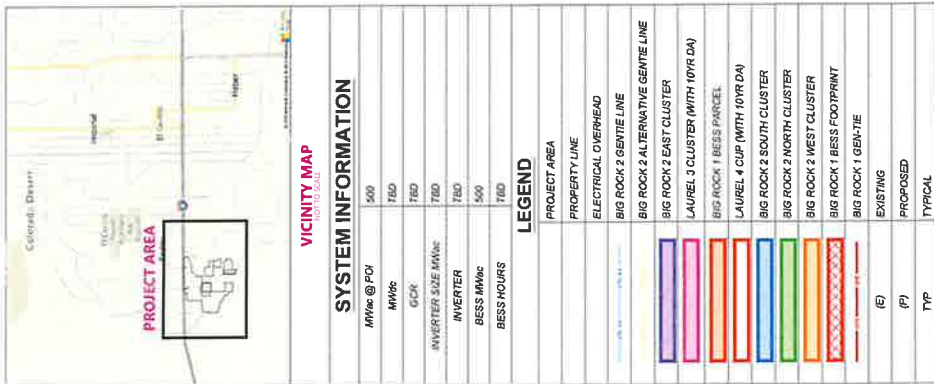 Colorado Desert
Imperial
El Centro
Heber
PROJECT AREA
VICINITY MAP
NOT TO SCALE
SYSTEM INFORMATION
MWac @ POI 500
MWdc TBD
GCR TBD
INVERTER SIZE MWac TBD
INVERTER TBD
BESS MWac 500
BESS HOURS TBD
LEGEND
PROJECT AREA
PROPERTY LINE
ELECTRICAL OVERHEAD
BIG ROCK 2 GENTIE LINE
BIG ROCK 2 ALTERNATIVE GENTIE LINE
BIG ROCK 2 EAST CLUSTER
LAUREL 3 CLUSTER (WITH 10YR DA)
BIG ROCK 1 BESS PARCEL
LAUREL 4 CUP (WITH 10YR DA)
BIG ROCK 2 SOUTH CLUSTER
BIG ROCK 2 NORTH CLUSTER
BIG ROCK 2 WEST CLUSTER
BIG ROCK 1 BESS FOOTPRINT
BIG ROCK 1 GEN-TIE
(E) EXISTING
(P) PROPOSED
TYP TYPICAL